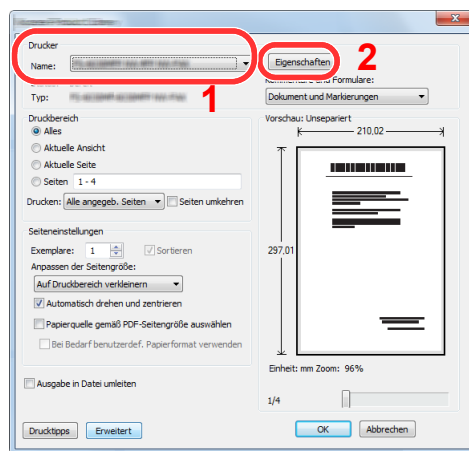 Drucker
Name:
Eigenschaften
2
1
Kommentare und Formulare:
Typ:
Dokument und Markierungen
Druckbereich
Alles
Aktuelle Ansicht
Aktuelle Seite
Seiten 1 - 4
Drucken: Alle angegeb. Seiten Seiten umkehren
Vorschau: Unsepariert
210,02
297,01
Seiteneinstellungen
Exemplare: 1 Sortieren
Anpassen der Seitengröße:
Auf Druckbereich verkleinern
Automatisch drehen und zentrieren
Papierquelle gemäß PDF-Seitengröße auswählen
Bei Bedarf benutzerdef. Papierformat verwenden
Einheit: mm Zoom: 96%
Ausgabe in Datei umleiten
1/4
Drucktipps Erweitert OK Abbrechen